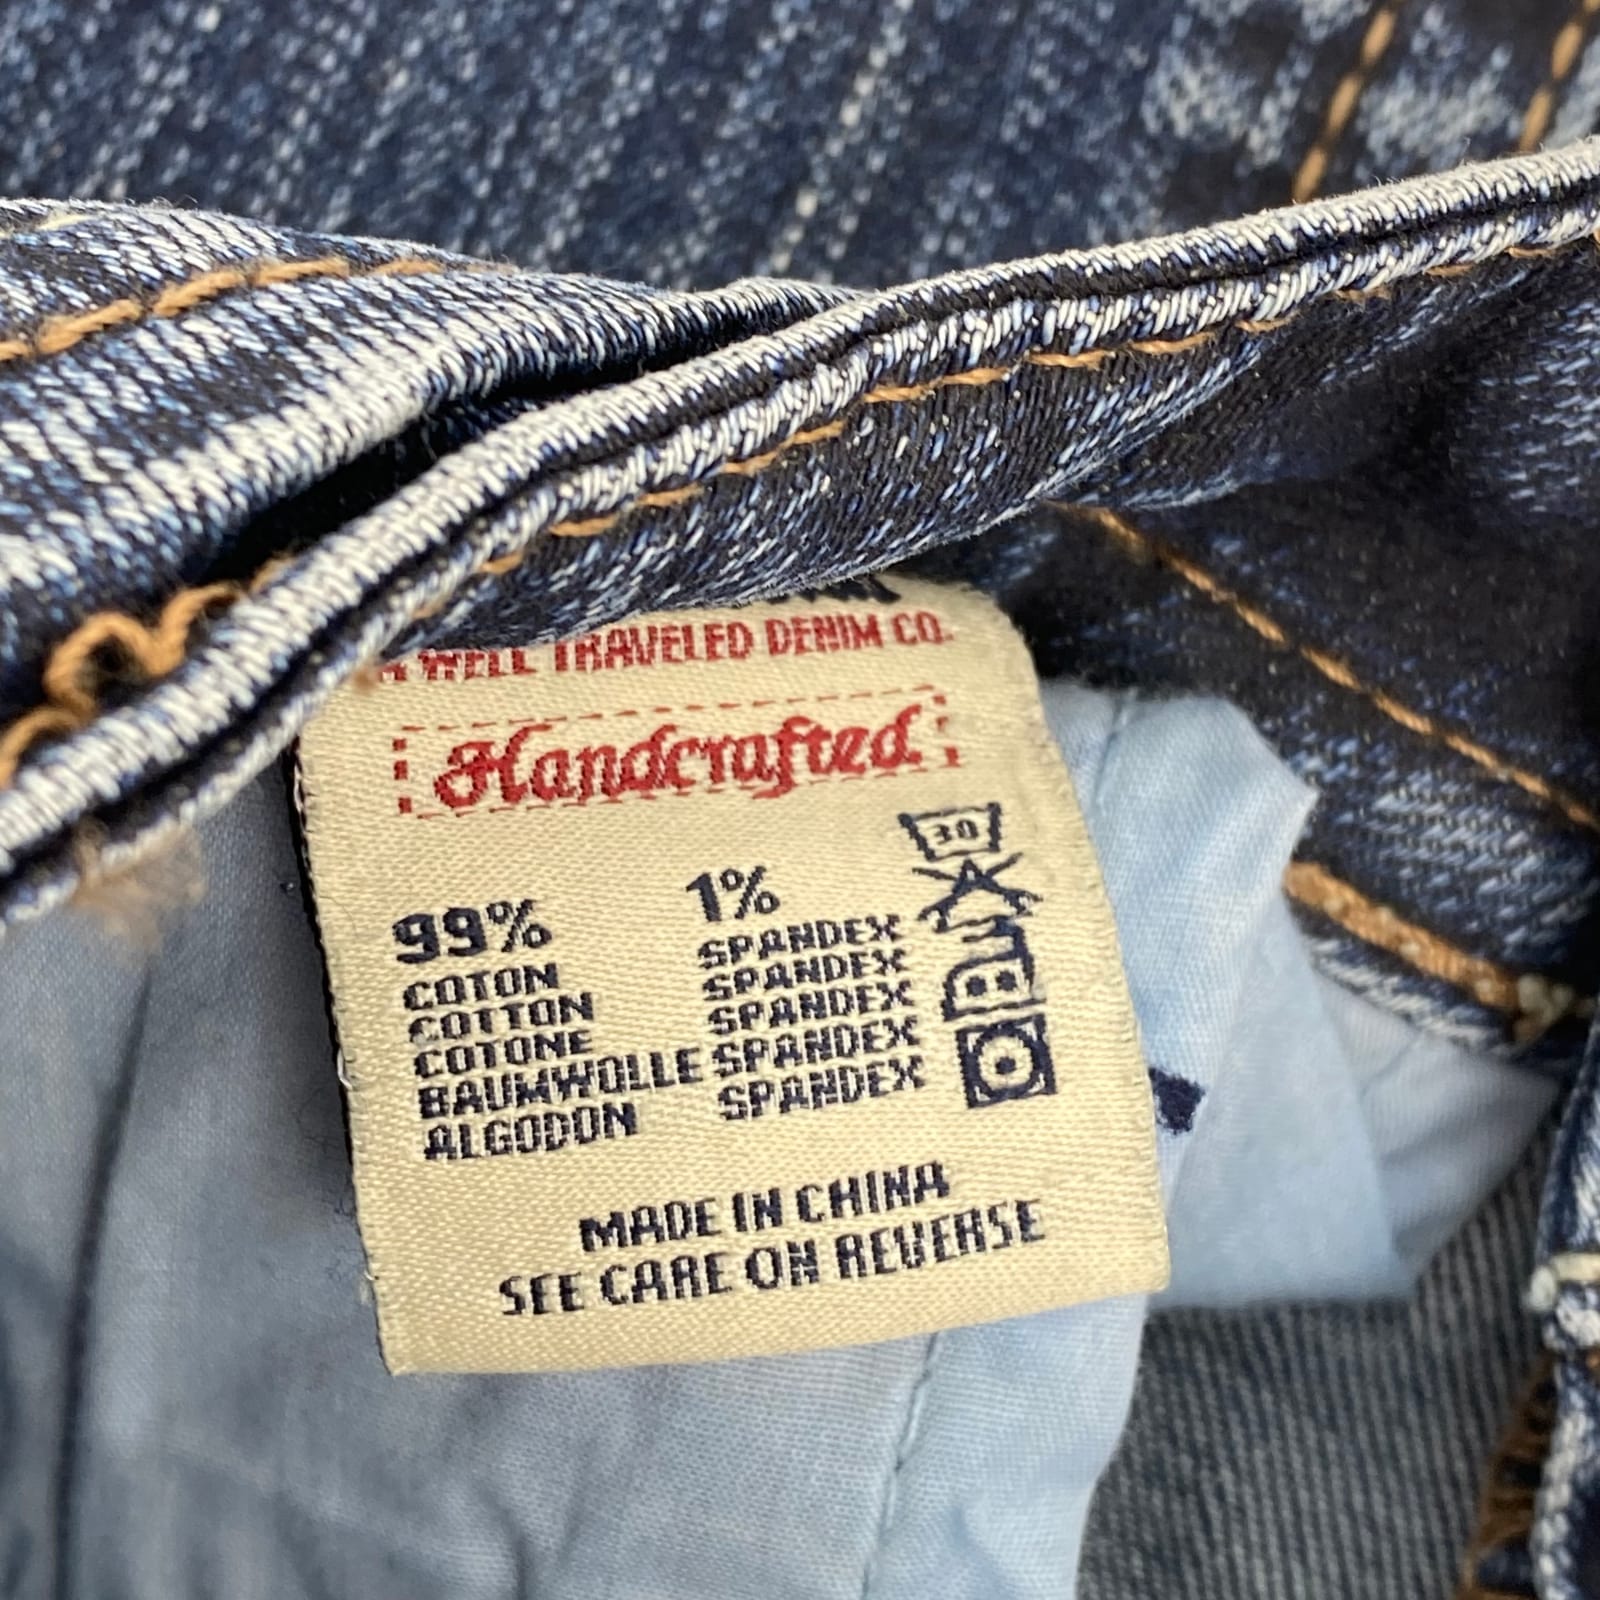 A WELL TRAVELED DENIM CO.
Handcrafted
30
99%
COTON
COTTON
COTONE
BAUMWOLLE
ALGODON
1%
SPANDEX
SPANDEX
SPANDEX
SPANDEX
SPANDEX
MADE IN CHINA
SEE CARE ON REVERSE